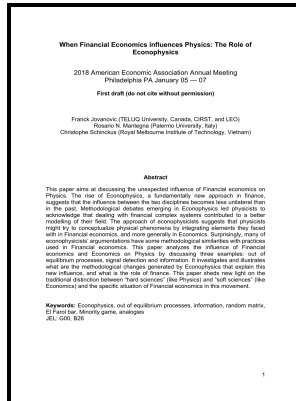 When Financial Economics influences Physics: The Role of
Econophysics
2018 American Economic Association Annual Meeting
Philadelphia PA January 05 — 07
First draft (do not cite without permission)
Franck Jovanovic (TELUQ University, Canada, CIRST, and LEO)
Rosario N. Mantegna (Palermo University, Italy)
Christophe Schinckus (Royal Melbourne Institute of Technology, Vietnam)
Abstract
This paper aims at discussing the unexpected influence of Financial economics on
Physics. The rise of Econophysics, a fundamentally new approach in finance,
suggests that the influence between the two disciplines becomes less unilateral than
in the past. Methodological debates emerging in Econophysics led physicists to
acknowledge that dealing with financial complex systems contributed to a better
modelling of their field. The approach of econophysicists suggests that physicists
might try to conceptualize physical phenomena by integrating elements they faced
with in Financial economics, and more generally in Economics. Surprisingly, many of
econophysicists' argumentations have some methodological similarities with practices
used in Financial economics. This paper analyzes the influence of Financial
economics and Economics on Physics by discussing three examples: out of
equilibrium processes, signal detection and information. It investigates and illustrates
what are the methodological changes generated by Econophysics that explain this
new influence, and what is the role of finance. This paper sheds new light on the
traditional distinction between "hard sciences" (like Physics) and "soft sciences" (like
Economics) and the specific situation of Financial economics in this movement.
Keywords: Econophysics, out of equilibrium processes, information, random matrix,
El Farol bar, Minority game, analogies
JEL: G00, B26
1